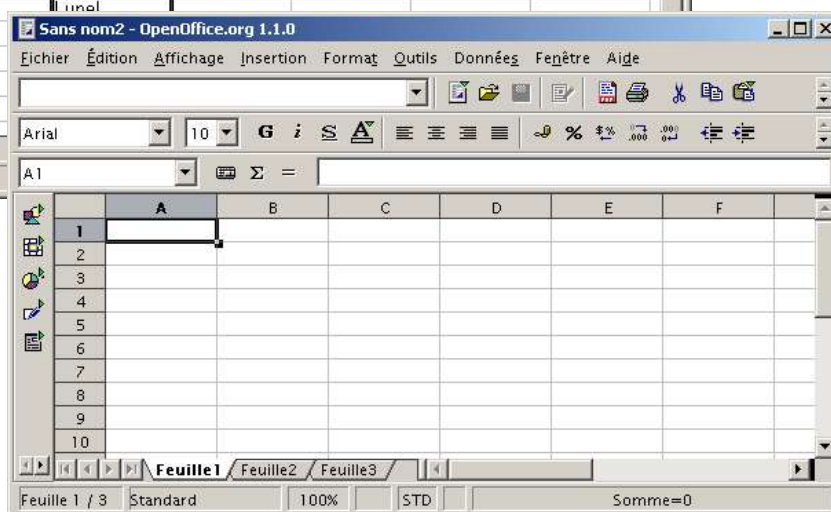 Lunel
Sans nom2 - OpenOffice.org 1.1.0
Fichier Édition Affichage Insertion Format Outils Données Fenêtre Aide
Arial 10 G i S A % $% .000 .000
A1 Σ =
A B C D E F
1
2
3
4
5
6
7
8
9
10
Feuille1 Feuille2 Feuille3
Feuille 1 / 3 Standard 100% STD Somme=0